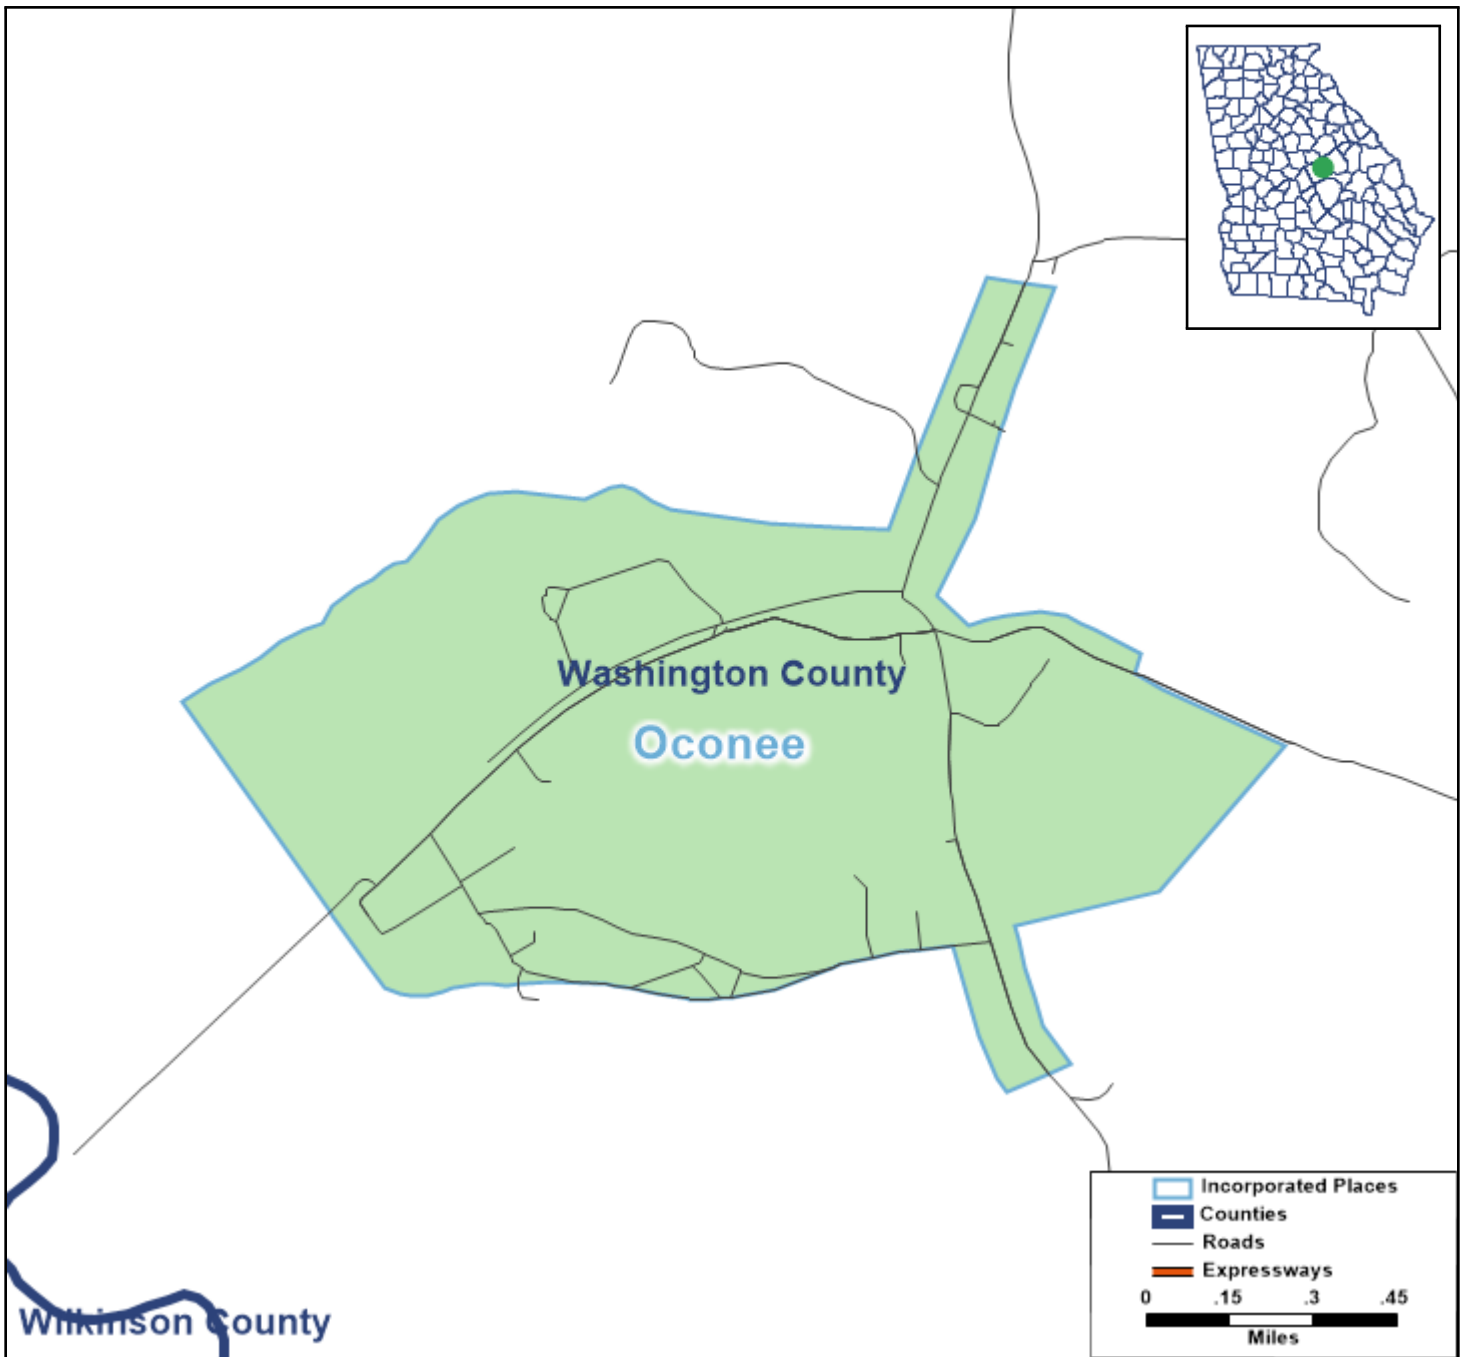 Washington County
Oconee
Wilkinson County
Incorporated Places
Counties
Roads
Expressways
0 .15 .3 .45
Miles